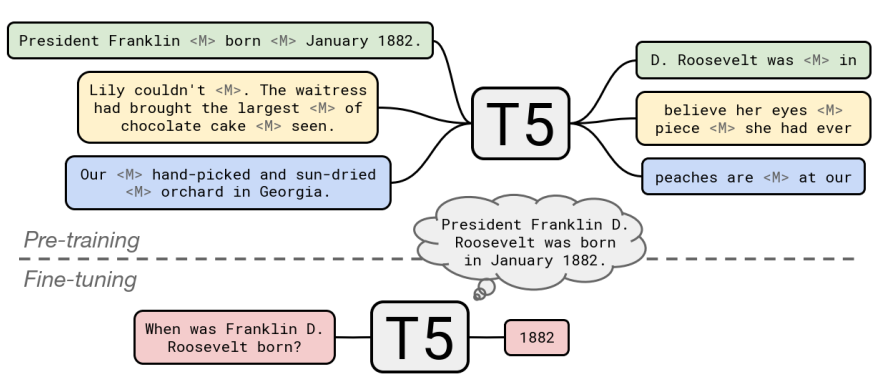 President Franklin <M> born <M> January 1882.
Lily couldn't <M>. The waitress
had brought the largest <M> of
chocolate cake <M> seen.
Our <M> hand-picked and sun-dried
<M> orchard in Georgia.
T5
D. Roosevelt was <M> in
believe her eyes <M>
piece <M> she had ever
peaches are <M> at our
Pre-training
President Franklin D.
Roosevelt was born
in January 1882.
Fine-tuning
When was Franklin D.
Roosevelt born?
T5
1882